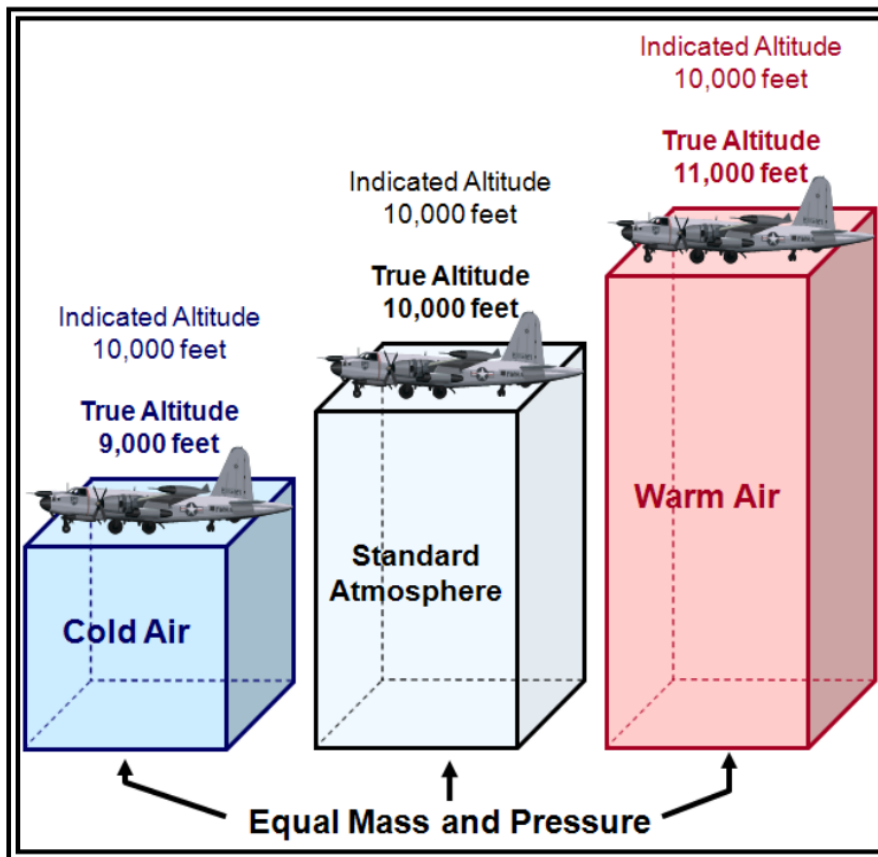 Indicated Altitude
10,000 feet
True Altitude
9,000 feet
Cold Air
Indicated Altitude
10,000 feet
True Altitude
10,000 feet
Standard
Atmosphere
Indicated Altitude
10,000 feet
True Altitude
11,000 feet
Warm Air
Equal Mass and Pressure